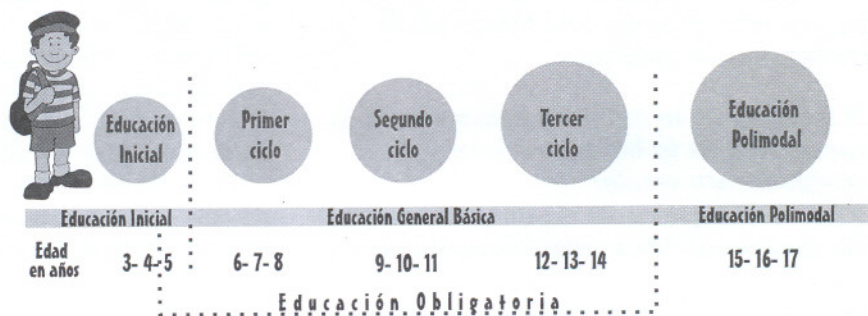 Educación
Inicial
Primer
ciclo
Segundo
ciclo
Tercer
ciclo
Educación
Polimodal
Educación Inicial
Educación General Básica
Educación Polimodal
Edad
en años
3- 4- 5
6- 7- 8
9- 10- 11
12- 13- 14
15- 16- 17
Educación Obligatoria